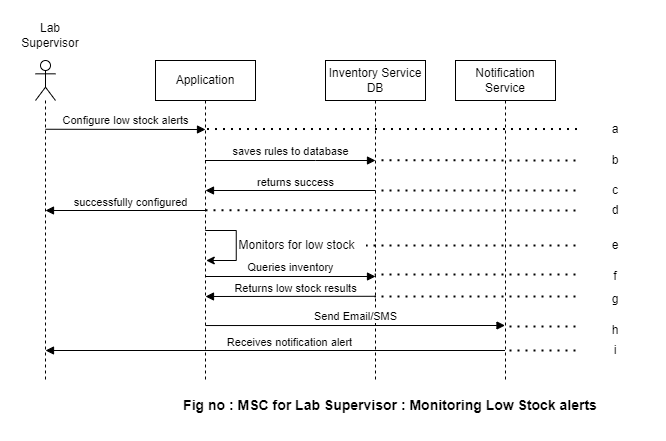 Lab
Supervisor
Application
Inventory Service
DB
Notification
Service
Configure low stock alerts
a
saves rules to database
b
returns success
c
successfully configured
d
Monitors for low stock
e
Queries inventory
f
Returns low stock results
g
Send Email/SMS
h
Receives notification alert
i
Fig no : MSC for Lab Supervisor : Monitoring Low Stock alerts